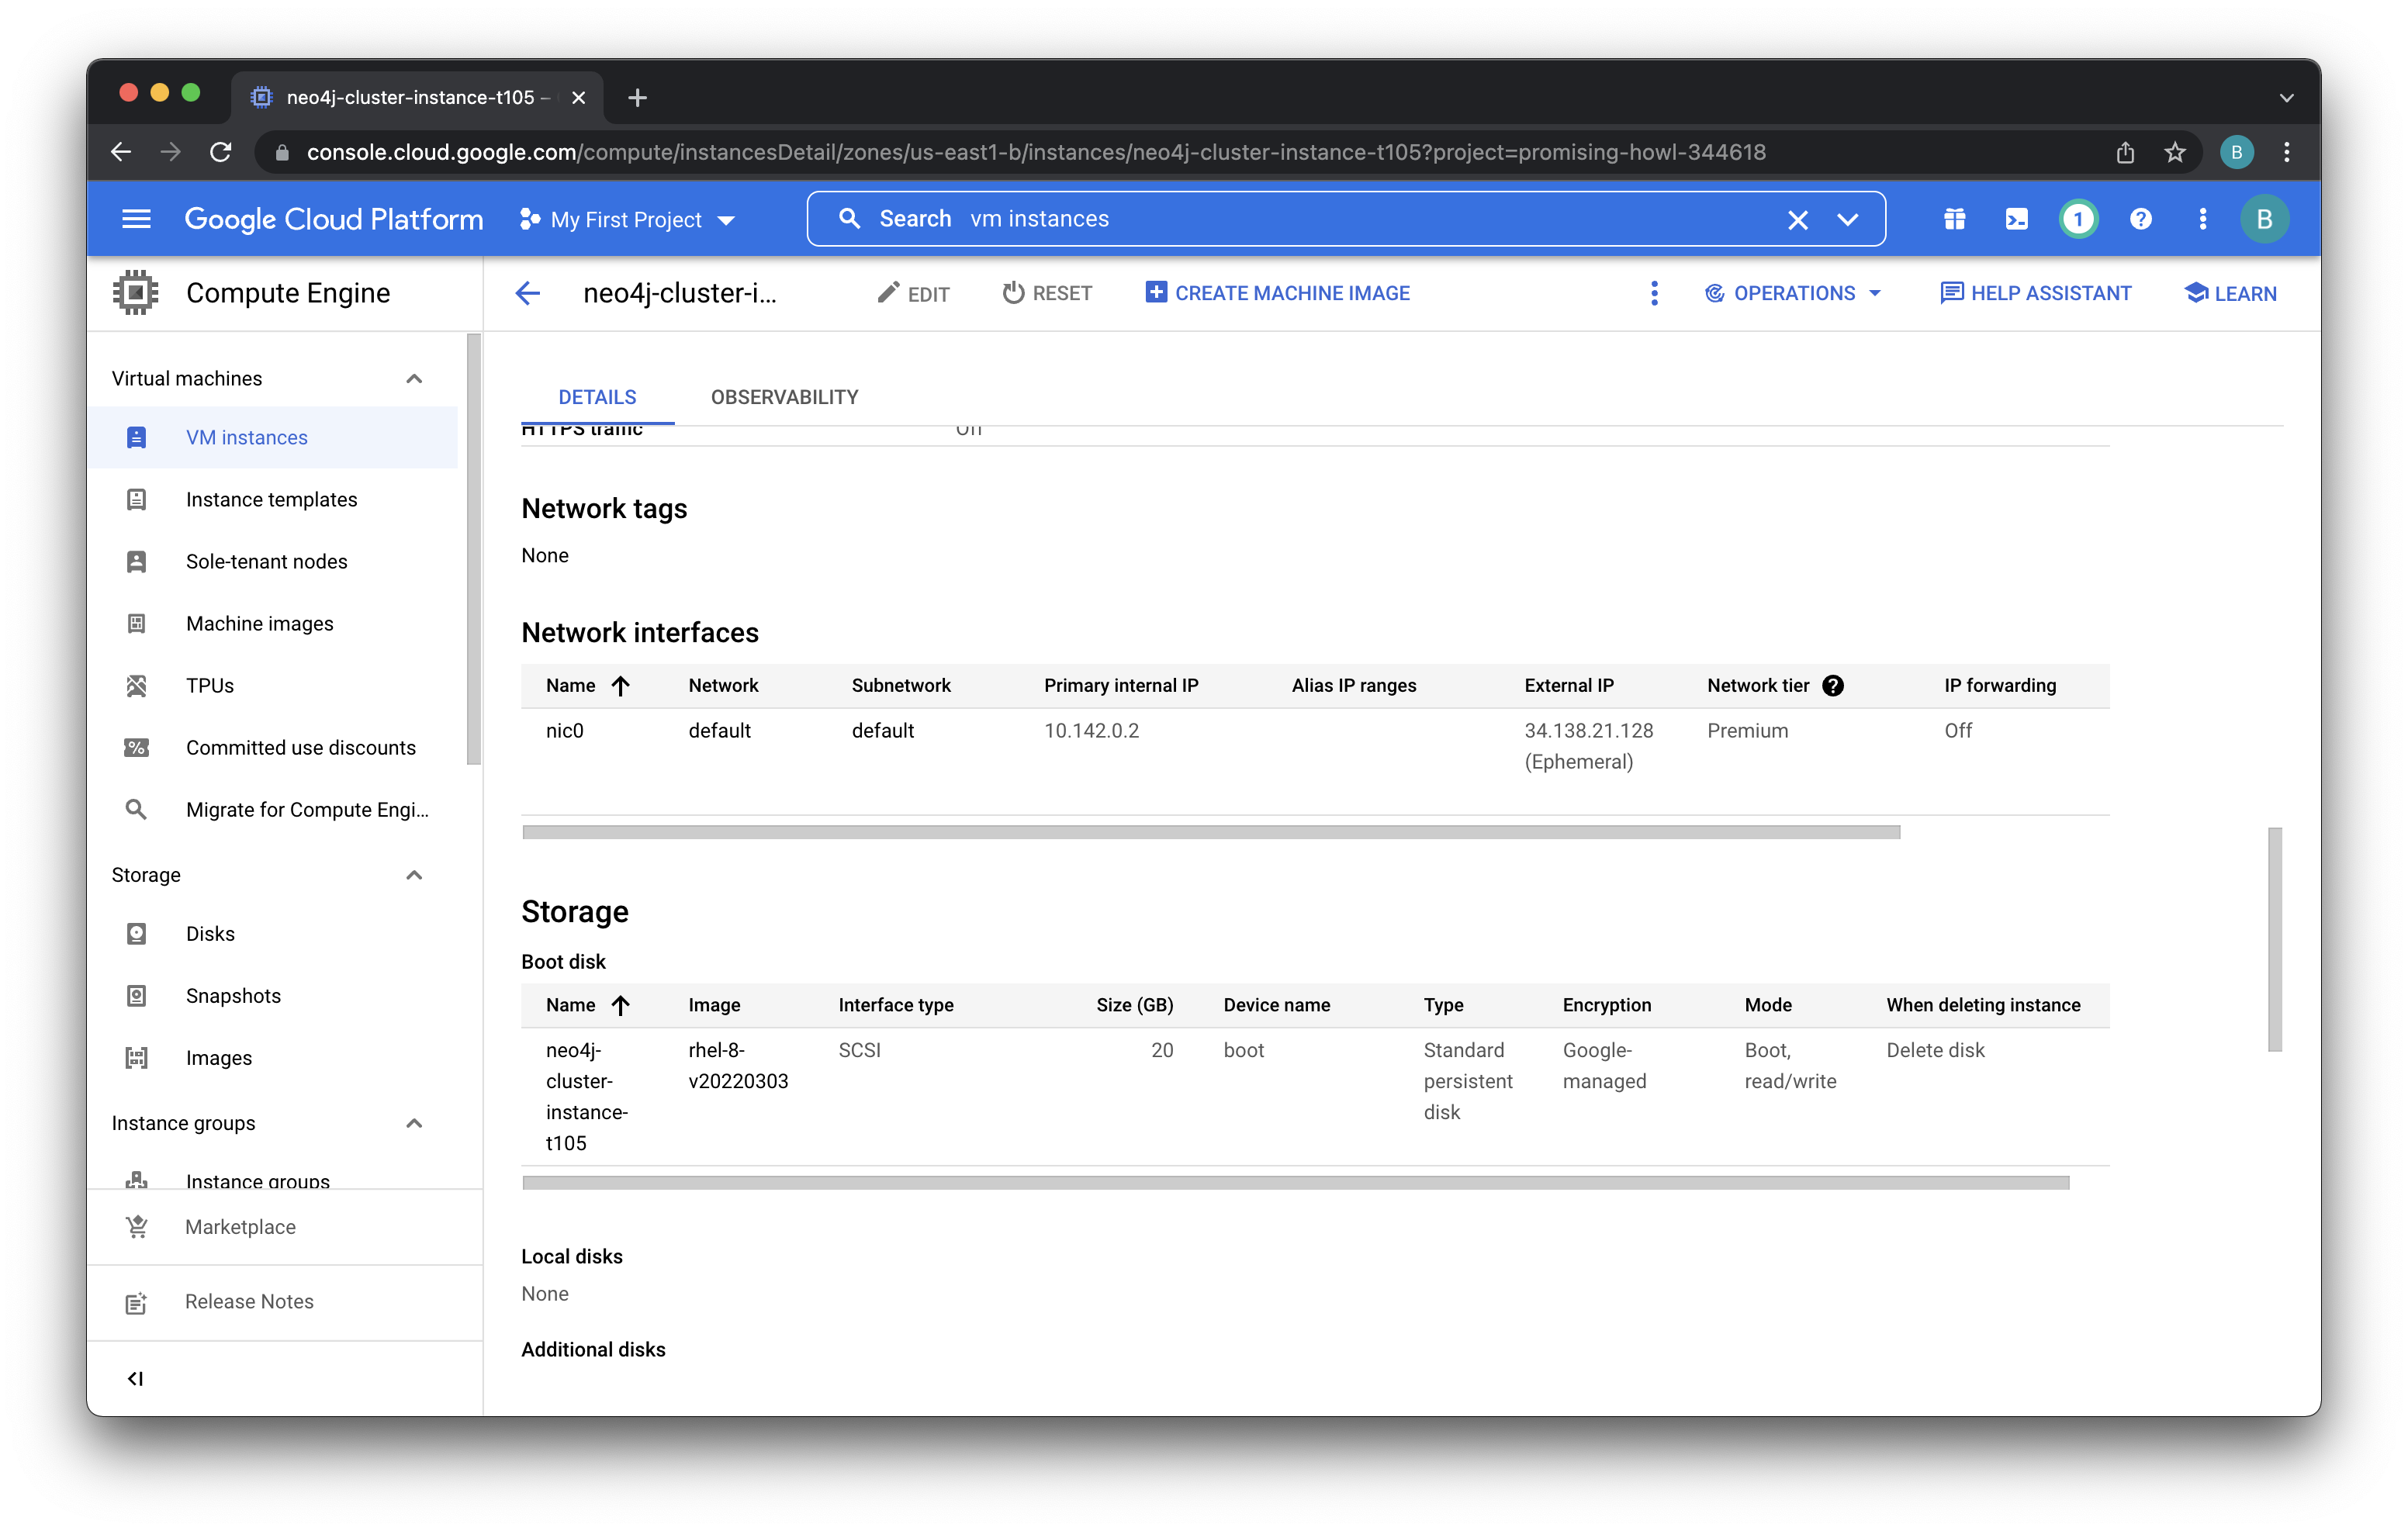 neo4j-cluster-instance-t105 –
console.cloud.google.com/compute/instancesDetail/zones/us-east1-b/instances/neo4j-cluster-instance-t105?project=promising-howl-344618
B
Google Cloud Platform
My First Project
Search vm instances
1
B
Compute Engine
neo4j-cluster-i...
EDIT
RESET
CREATE MACHINE IMAGE
OPERATIONS
HELP ASSISTANT
LEARN
Virtual machines
VM instances
Instance templates
Sole-tenant nodes
Machine images
TPUs
Committed use discounts
Migrate for Compute Engi...
Storage
Disks
Snapshots
Images
Instance groups
Instance groups
Marketplace
Release Notes
DETAILS
OBSERVABILITY
HTTPS traffic Off
Network tags
None
Network interfaces
Name Network Subnetwork Primary internal IP Alias IP ranges External IP Network tier IP forwarding
nic0 default default 10.142.0.2 34.138.21.128 Premium Off
(Ephemeral)
Storage
Boot disk
Name Image Interface type Size (GB) Device name Type Encryption Mode When deleting instance
neo4j- rhel-8- SCSI 20 boot Standard Google- Boot, Delete disk
cluster- v20220303 persistent managed read/write
instance- disk
t105
Local disks
None
Additional disks